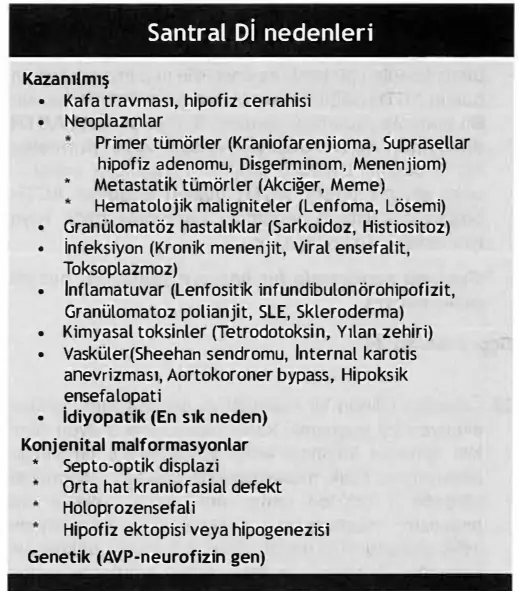 Santral Dİ nedenleri
Kazanılmış
• Kafa travması, hipofiz cerrahisi
• Neoplazmlar
* Primer tümörler (Kraniofarenjioma, Suprasellar
hipofiz adenomu, Disgerminom, Menenjiom)
* Metastatik tümörler (Akciğer, Meme)
* Hematolojik maligniteler (Lenfoma, Lösemi)
• Granülomatöz hastalıklar (Sarkoidoz, Histiositoz)
• İnfeksiyon (Kronik menenjit, Viral ensefalit,
Toksoplazmoz)
• İnflamatuvar (Lenfositik infundibulonörohipofizit,
Granülomatoz polianjit, SLE, Skleroderma)
• Kimyasal toksinler (Tetrodotoksin, Yılan zehiri)
• Vasküler(Sheehan sendromu, İnternal karotis
anevrizması, Aortokoroner bypass, Hipoksik
ensefalopati
• İdiyopatik (En sık neden)
Konjenital malformasyonlar
* Septo-optik displazi
* Orta hat kraniofasial defekt
* Holoprozensefali
* Hipofiz ektopisi veya hipogenezisi
Genetik (AVP-neurofizin gen)